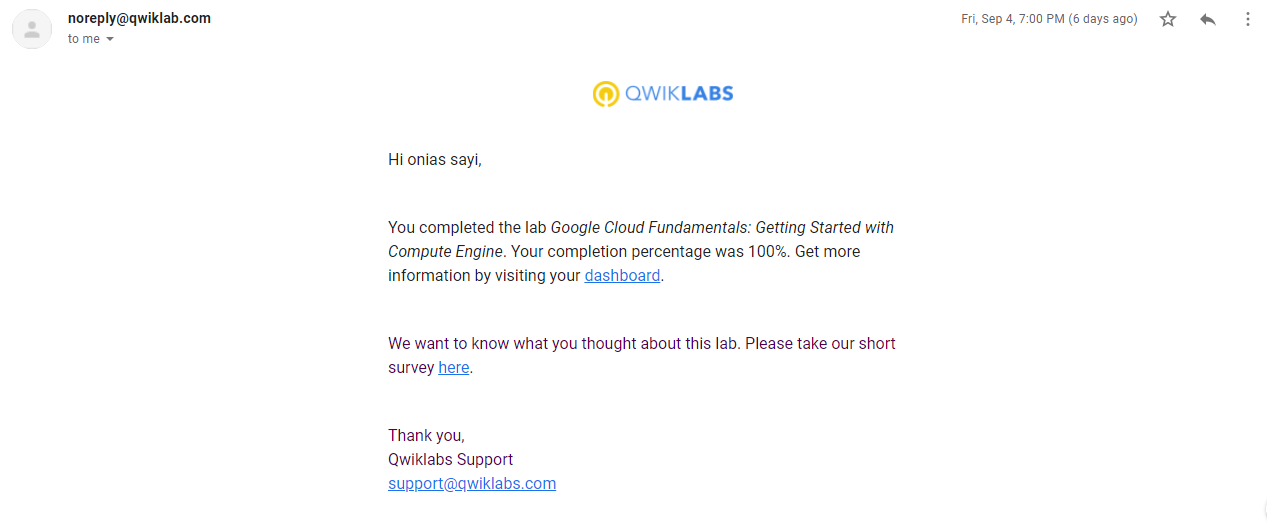 noreply@qwiklab.com
Fri, Sep 4, 7:00 PM (6 days ago)
to me
QWIKLABS
Hi onias sayi,
You completed the lab Google Cloud Fundamentals: Getting Started with
Compute Engine. Your completion percentage was 100%. Get more
information by visiting your dashboard.
We want to know what you thought about this lab. Please take our short
survey here.
Thank you,
Qwiklabs Support
support@qwiklabs.com